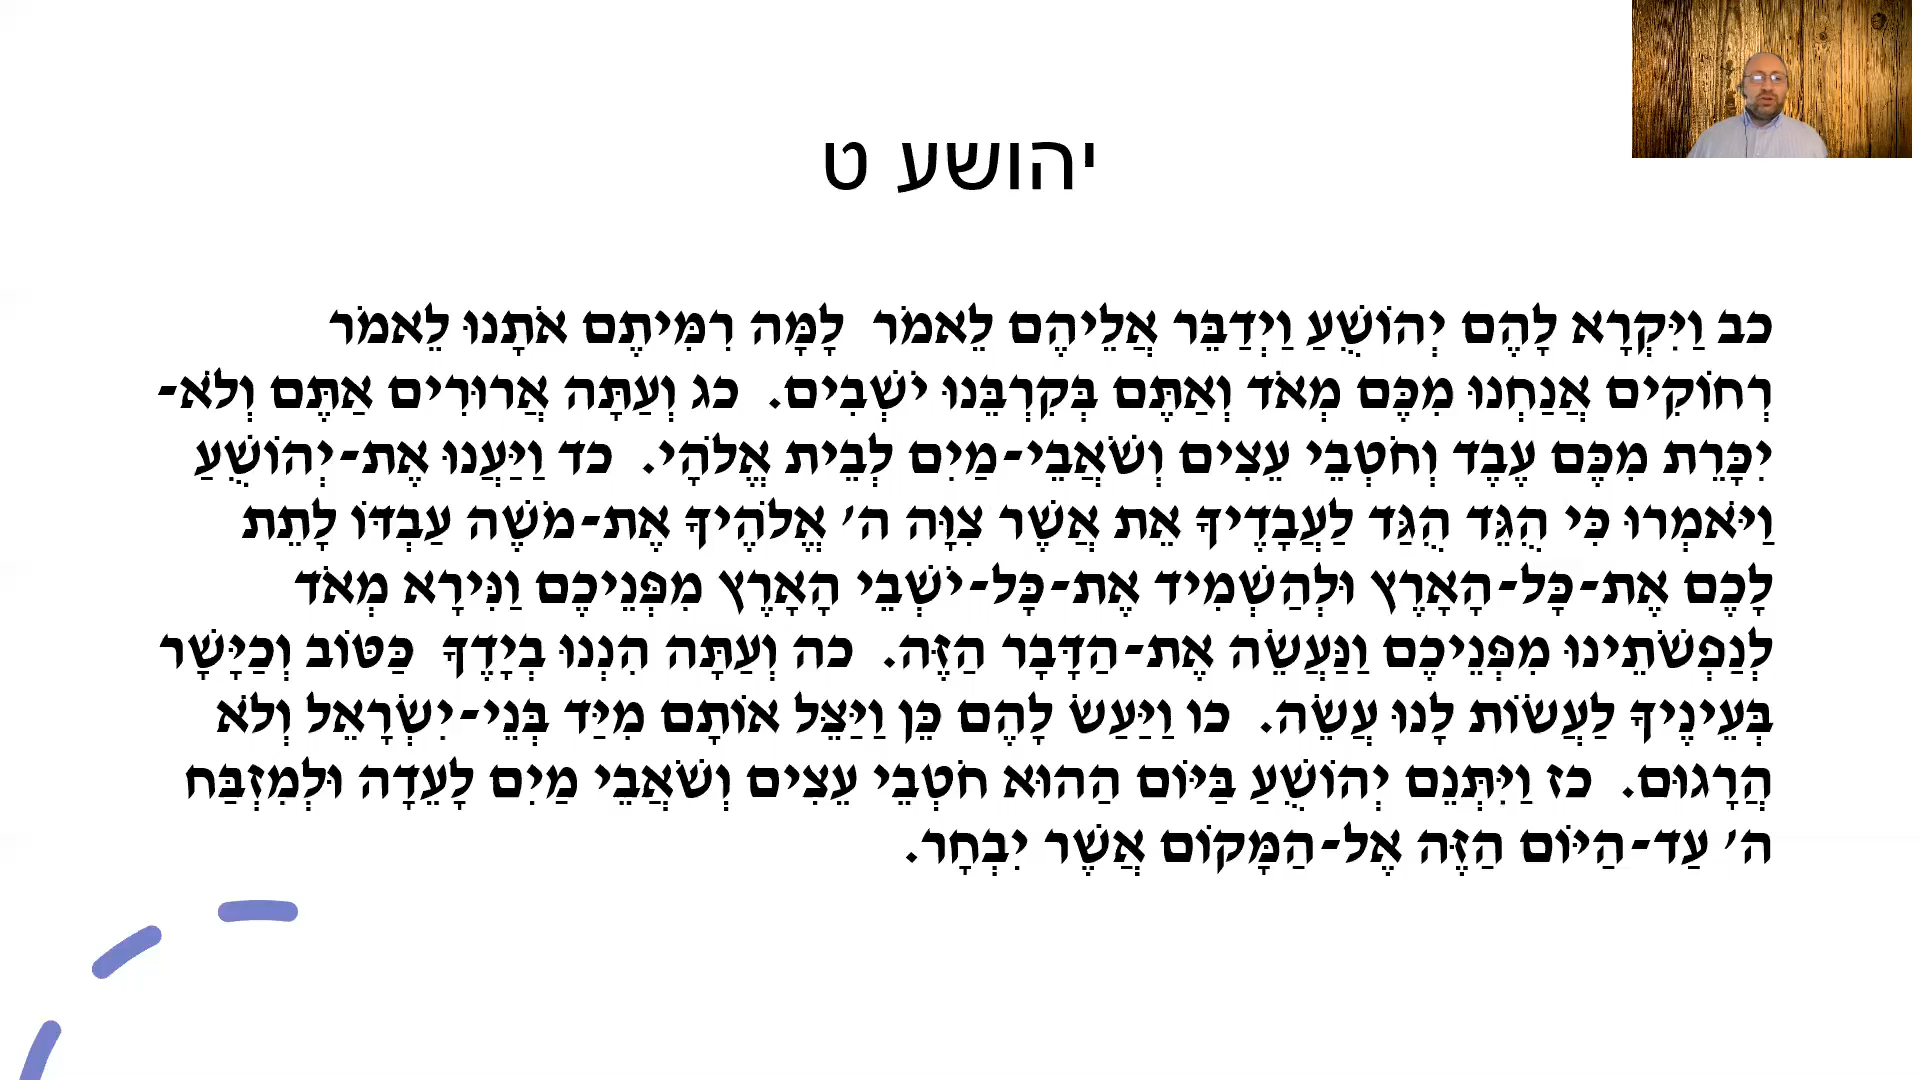 יהושע ט
כב וַיִּקְרָא לָהֶם יְהוֹשֻׁעַ וַיְדַבֵּר אֲלֵיהֶם לֵאמֹר  לָמָּה רִמִּיתֶם אֹתָנוּ לֵאמֹר
רְחוֹקִים אֲנַחְנוּ מִכֶּם מְאֹד וְאַתֶּם בְּקִרְבֵּנוּ יֹשְׁבִים.  כג וְעַתָּה אֲרוּרִים אַתֶּם וְלֹא-
יִכָּרֵת מִכֶּם עֶבֶד וְחֹטְבֵי עֵצִים וְשֹׁאֲבֵי-מַיִם לְבֵית אֱלֹהָי.  כד וַיַּעֲנוּ אֶת-יְהוֹשֻׁעַ
וַיֹּאמְרוּ כִּי הֻגֵּד הֻגַּד לַעֲבָדֶיךָ אֵת אֲשֶׁר צִוָּה ה' אֱלֹהֶיךָ אֶת-מֹשֶׁה עַבְדּוֹ לָתֵת
לָכֶם אֶת-כָּל-הָאָרֶץ וּלְהַשְׁמִיד אֶת-כָּל-יֹשְׁבֵי הָאָרֶץ מִפְּנֵיכֶם וַנִּירָא מְאֹד
לְנַפְשֹׁתֵינוּ מִפְּנֵיכֶם וַנַּעֲשֵׂה אֶת-הַדָּבָר הַזֶּה.  כה וְעַתָּה הִנְנוּ בְיָדֶךָ  כַּטּוֹב וְכַיָּשָׁר
בְּעֵינֶיךָ לַעֲשׂוֹת לָנוּ עֲשֵׂה.  כו וַיַּעַשׂ לָהֶם כֵּן וַיַּצֵּל אוֹתָם מִיַּד בְּנֵי-יִשְׂרָאֵל וְלֹא
הֲרָגוּם.  כז וַיִּתְּנֵם יְהוֹשֻׁעַ בַּיּוֹם הַהוּא חֹטְבֵי עֵצִים וְשֹׁאֲבֵי מַיִם לָעֵדָה וּלְמִזְבַּח
ה' עַד-הַיּוֹם הַזֶּה אֶל-הַמָּקוֹם אֲשֶׁר יִבְחָר.